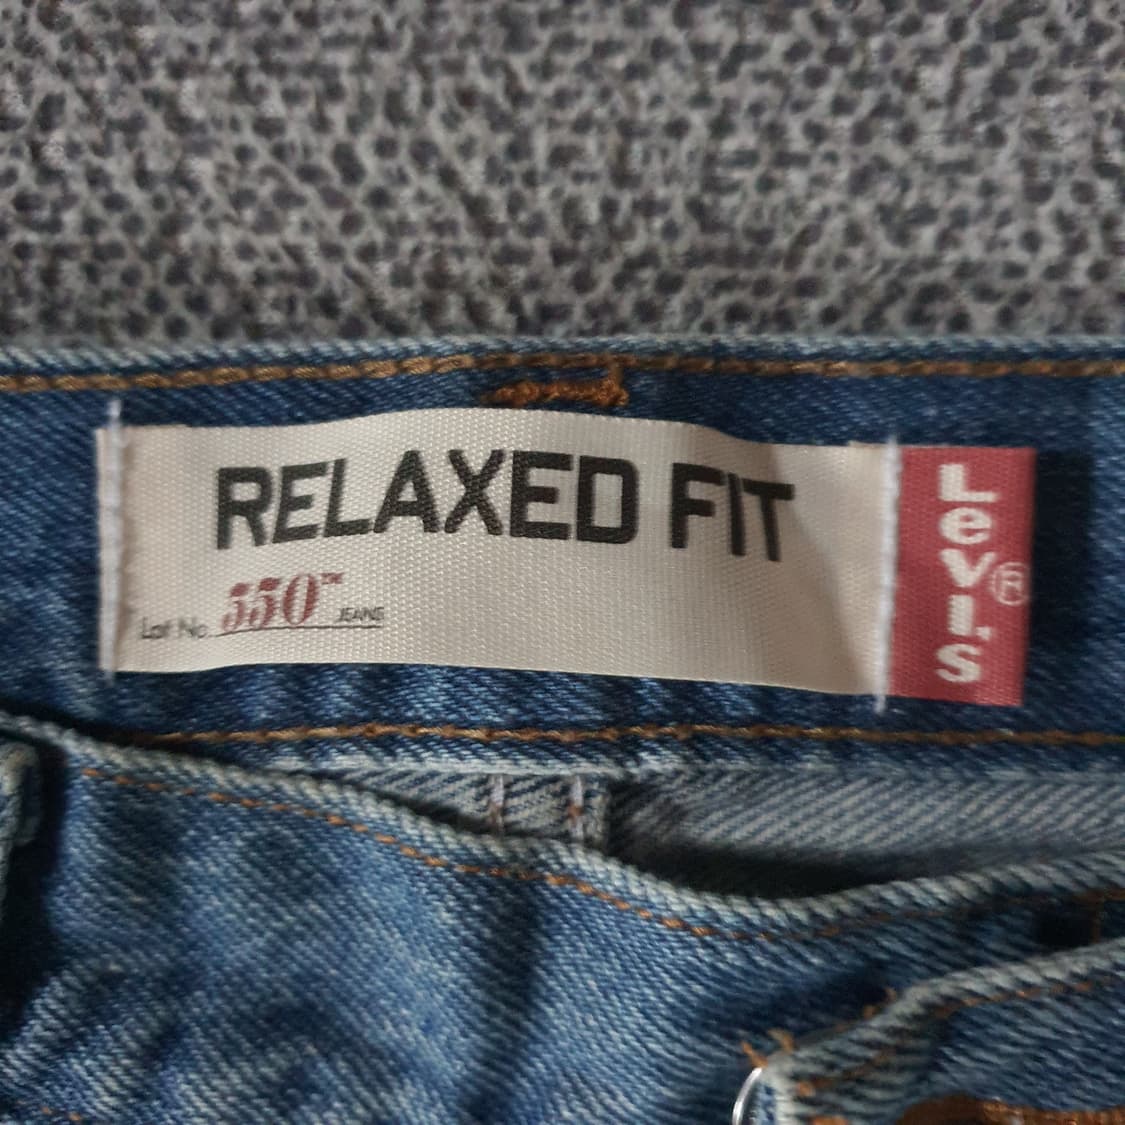 RELAXED FIT
Lot No. 550™ JEANS
Levi's®